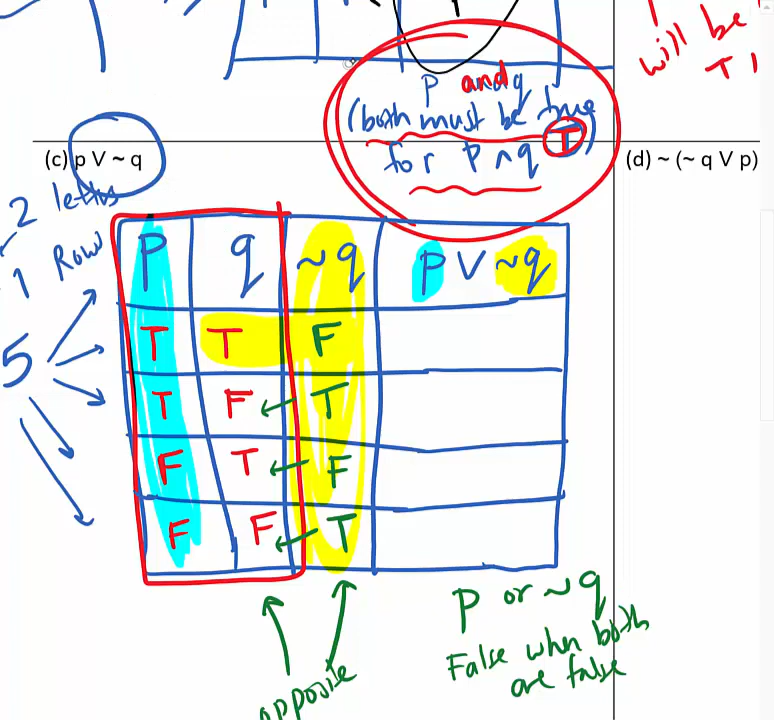 will be
T
p and q
(both must be true
for p ∧ q T)
(c) p V ~ q
(d) ~ (~ q V p)
2
1 Row
5
p q ~q p V ~q
T T F
T F T
F T F
F F T
p or ~q
False when both
are false
opposite